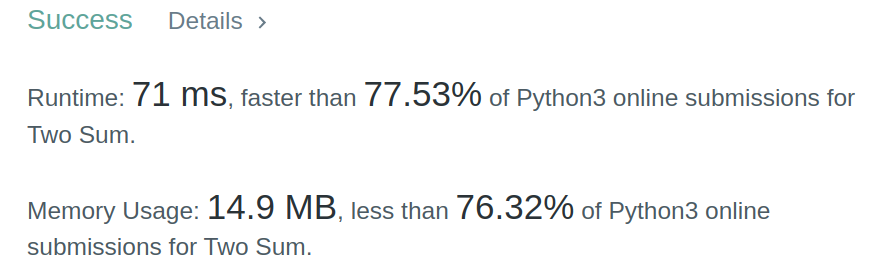 Success Details >
Runtime: 71 ms, faster than 77.53% of Python3 online submissions for
Two Sum.
Memory Usage: 14.9 MB, less than 76.32% of Python3 online
submissions for Two Sum.